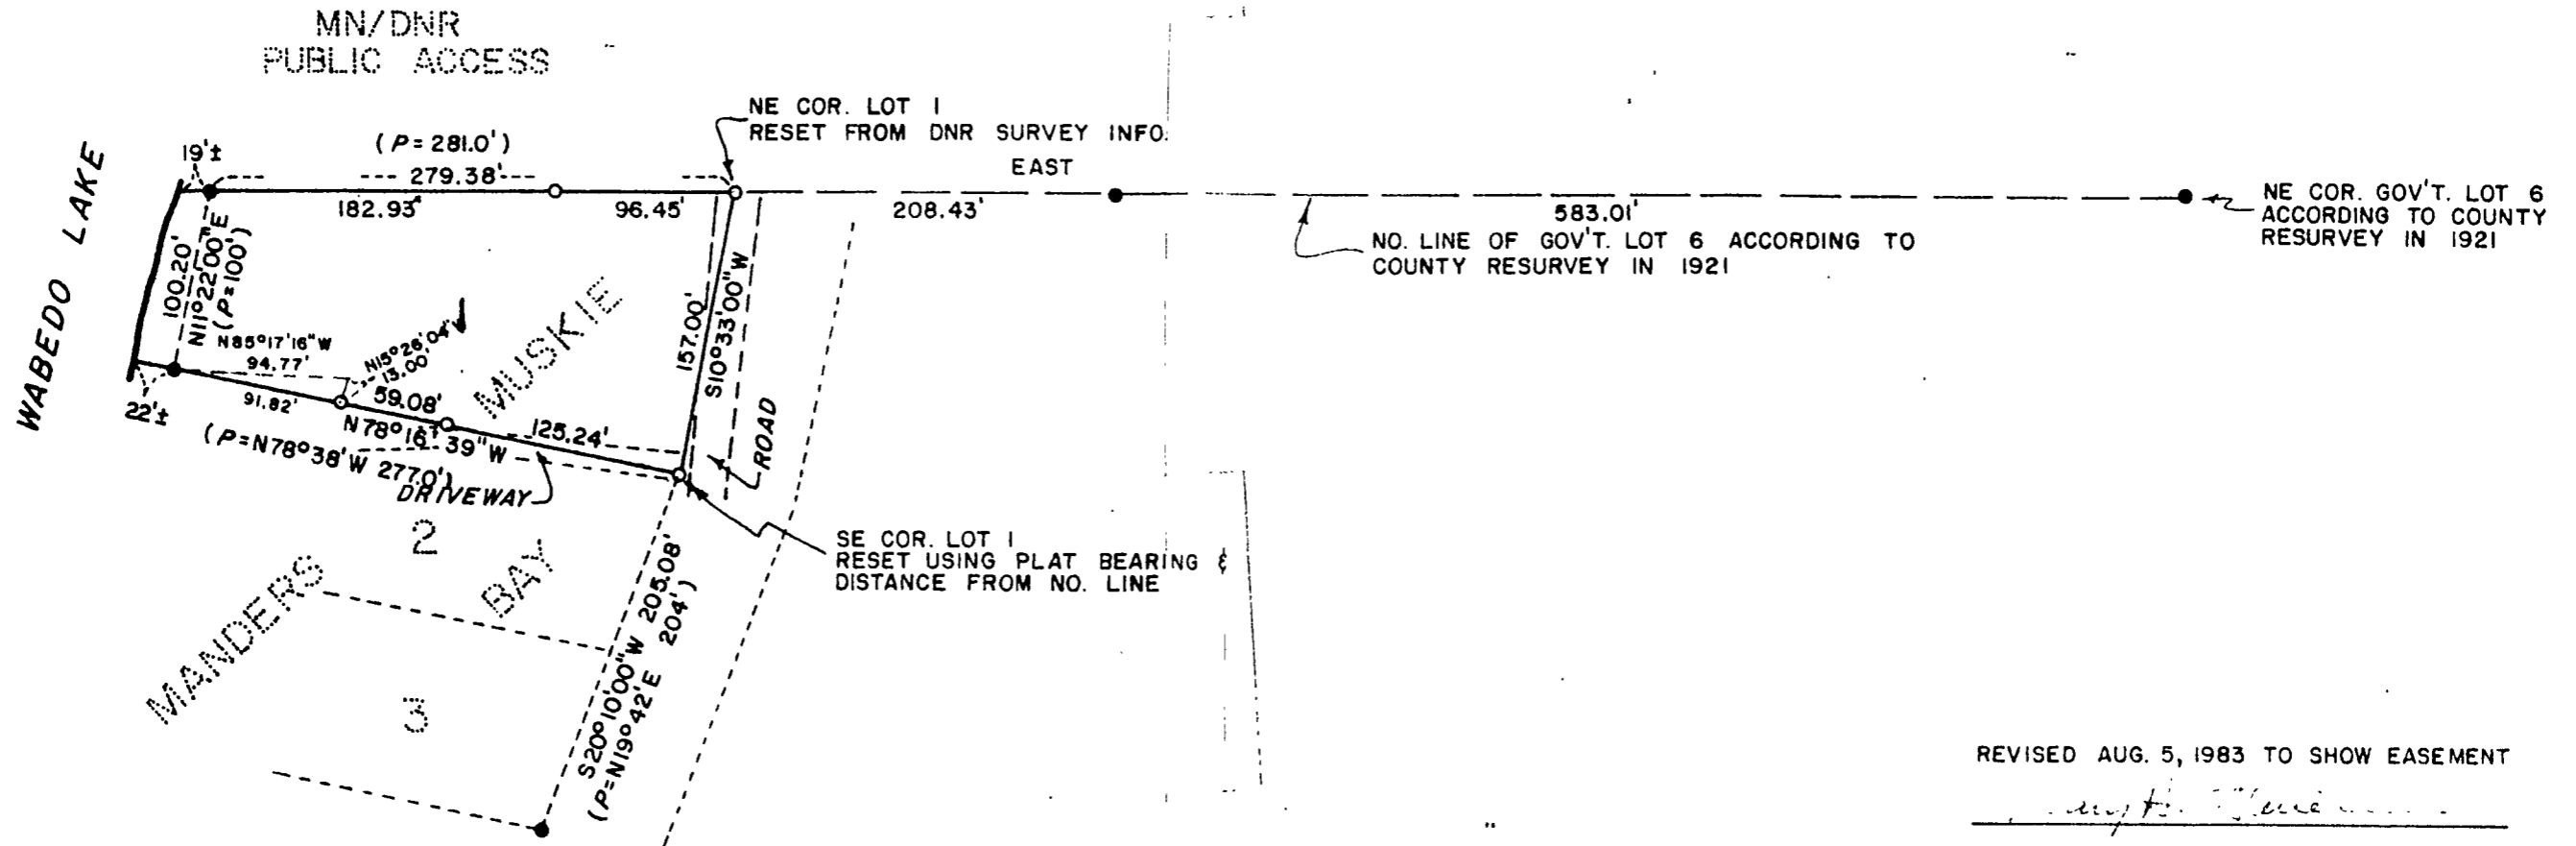 MN/DNR
PUBLIC ACCESS
NE COR. LOT 1
RESET FROM DNR SURVEY INFO.
(P=281.0')
19'±
279.38'
EAST
182.93'
96.45'
208.43'
583.01'
NE COR. GOV'T. LOT 6
ACCORDING TO COUNTY
RESURVEY IN 1921
NO. LINE OF GOV'T. LOT 6 ACCORDING TO
COUNTY RESURVEY IN 1921
WABEDO LAKE
100.20'
N11°22'00"E
(P=100')
N85°17'16"W
94.77'
N15°26'04"
13.00'
MUSKIE
157.00'
S10°33'00"W
ROAD
22'±
91.82'
59.08'
125.24'
N78°16'39"W
(P=N78°38'W 277.0')
DRIVEWAY
2
SE COR. LOT 1
RESET USING PLAT BEARING &
DISTANCE FROM NO. LINE
MANDERS
BAY
3
S20°10'00"W 205.08'
(P=N19°42'E 204')
REVISED AUG. 5, 1983 TO SHOW EASEMENT